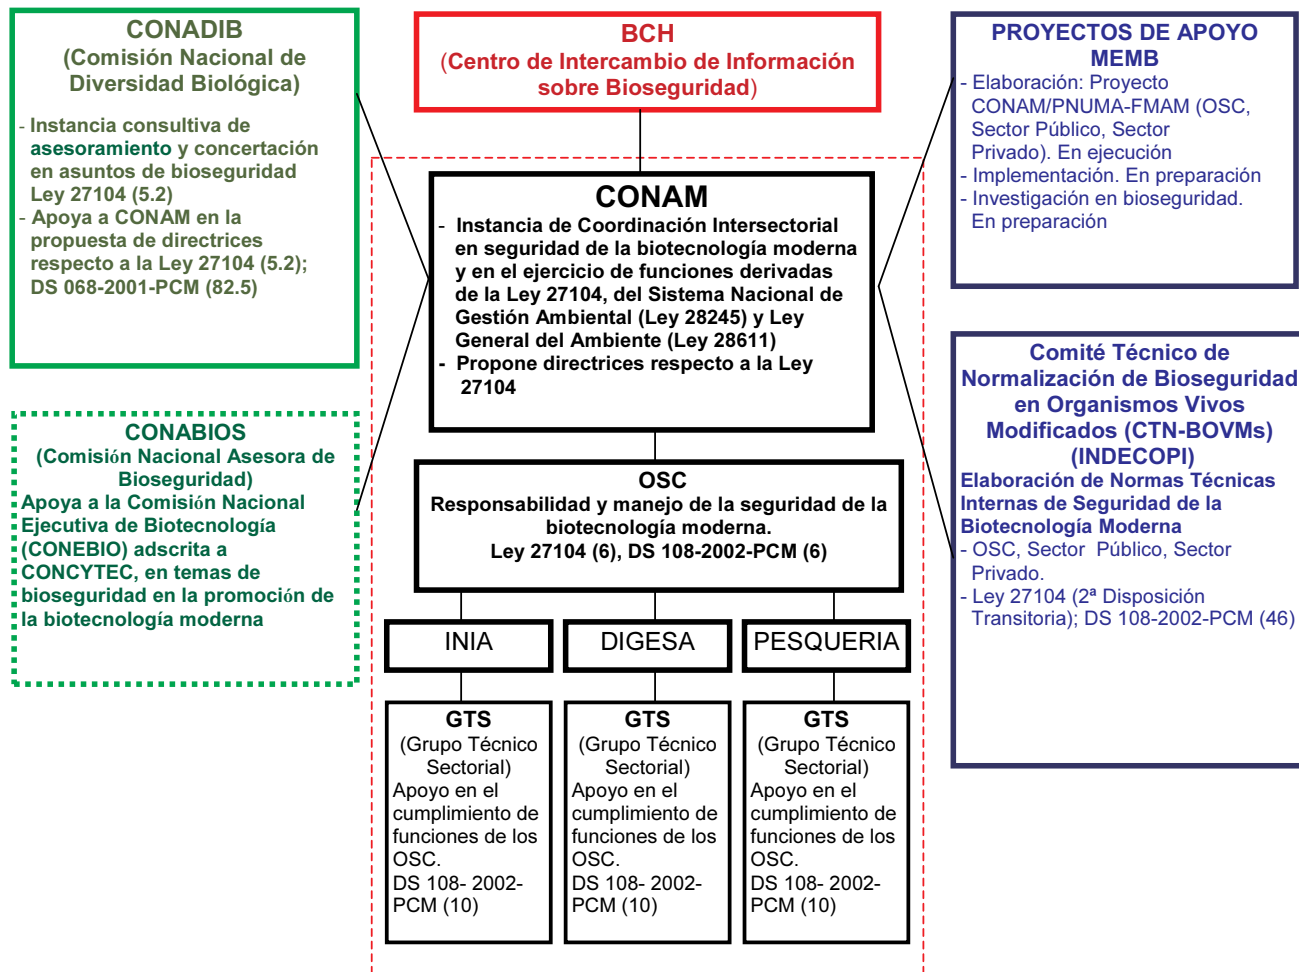 CONADIB
(Comisión Nacional de
Diversidad Biológica)
- Instancia consultiva de
asesoramiento y concertación
en asuntos de bioseguridad
Ley 27104 (5.2)
- Apoya a CONAM en la
propuesta de directrices
respecto a la Ley 27104 (5.2);
DS 068-2001-PCM (82.5)
CONABIOS
(Comisión Nacional Asesora de
Bioseguridad)
Apoya a la Comisión Nacional
Ejecutiva de Biotecnología
(CONEBIO) adscrita a
CONCYTEC, en temas de
bioseguridad en la promoción de
la biotecnología moderna
BCH
(Centro de Intercambio de Información
sobre Bioseguridad)
CONAM
- Instancia de Coordinación Intersectorial
en seguridad de la biotecnología moderna
y en el ejercicio de funciones derivadas
de la Ley 27104, del Sistema Nacional de
Gestión Ambiental (Ley 28245) y Ley
General del Ambiente (Ley 28611)
- Propone directrices respecto a la Ley
27104
OSC
Responsabilidad y manejo de la seguridad de la
biotecnología moderna.
Ley 27104 (6), DS 108-2002-PCM (6)
INIA
DIGESA
PESQUERIA
GTS
(Grupo Técnico
Sectorial)
Apoyo en el
cumplimiento de
funciones de los
OSC.
DS 108- 2002-
PCM (10)
GTS
(Grupo Técnico
Sectorial)
Apoyo en el
cumplimiento de
funciones de los
OSC.
DS 108- 2002-
PCM (10)
GTS
(Grupo Técnico
Sectorial)
Apoyo en el
cumplimiento de
funciones de los
OSC.
DS 108- 2002-
PCM (10)
PROYECTOS DE APOYO
MEMB
- Elaboración: Proyecto
CONAM/PNUMA-FMAM (OSC,
Sector Público, Sector
Privado). En ejecución
- Implementación. En preparación
- Investigación en bioseguridad.
En preparación
Comité Técnico de
Normalización de Bioseguridad
en Organismos Vivos
Modificados (CTN-BOVMs)
(INDECOPI)
Elaboración de Normas Técnicas
Internas de Seguridad de la
Biotecnología Moderna
- OSC, Sector Público, Sector
Privado.
- Ley 27104 (2ª Disposición
Transitoria); DS 108-2002-PCM (46)